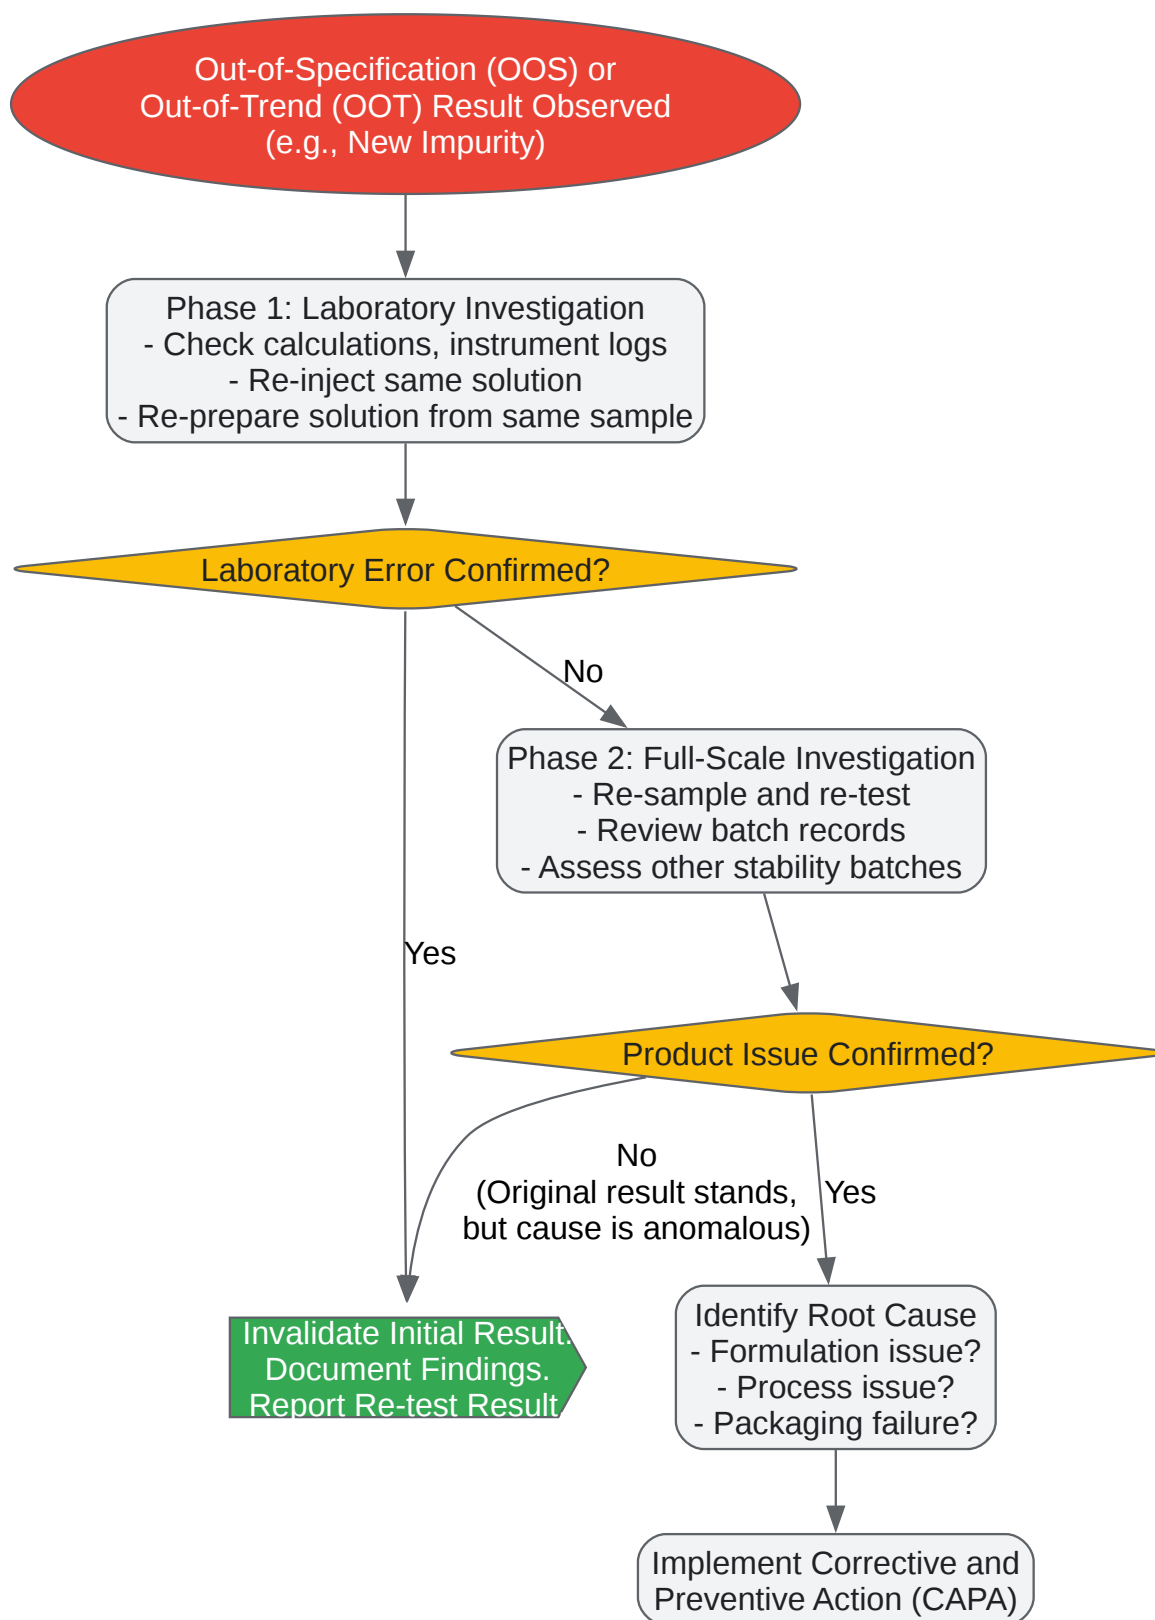 Out-of-Specification (OOS) or
Out-of-Trend (OOT) Result Observed
(e.g., New Impurity)
Phase 1: Laboratory Investigation
- Check calculations, instrument logs
- Re-inject same solution
- Re-prepare solution from same sample
Laboratory Error Confirmed?
No
Phase 2: Full-Scale Investigation
- Re-sample and re-test
- Review batch records
- Assess other stability batches
Yes
Product Issue Confirmed?
No
(Original result stands,
but cause is anomalous)
Yes
Invalidate Initial Result.
Document Findings.
Report Re-test Result.
Identify Root Cause
- Formulation issue?
- Process issue?
- Packaging failure?
Implement Corrective and
Preventive Action (CAPA)